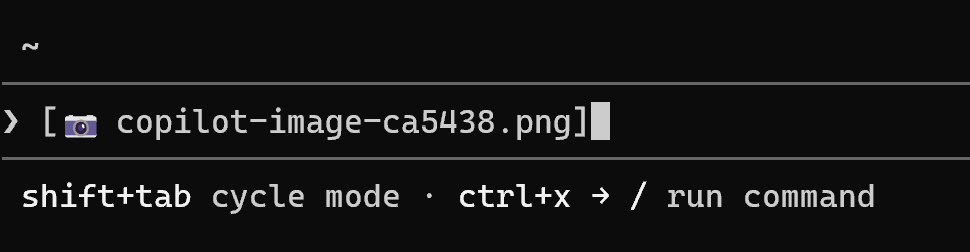 ~
❯ [📷 copilot-image-ca5438.png]
shift+tab cycle mode · ctrl+x → / run command